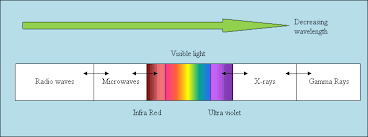 Decreasing
wavelength
Visible light
Radio waves
Microwaves
X-rays
Gamma Rays
Infra Red
Ultra violet